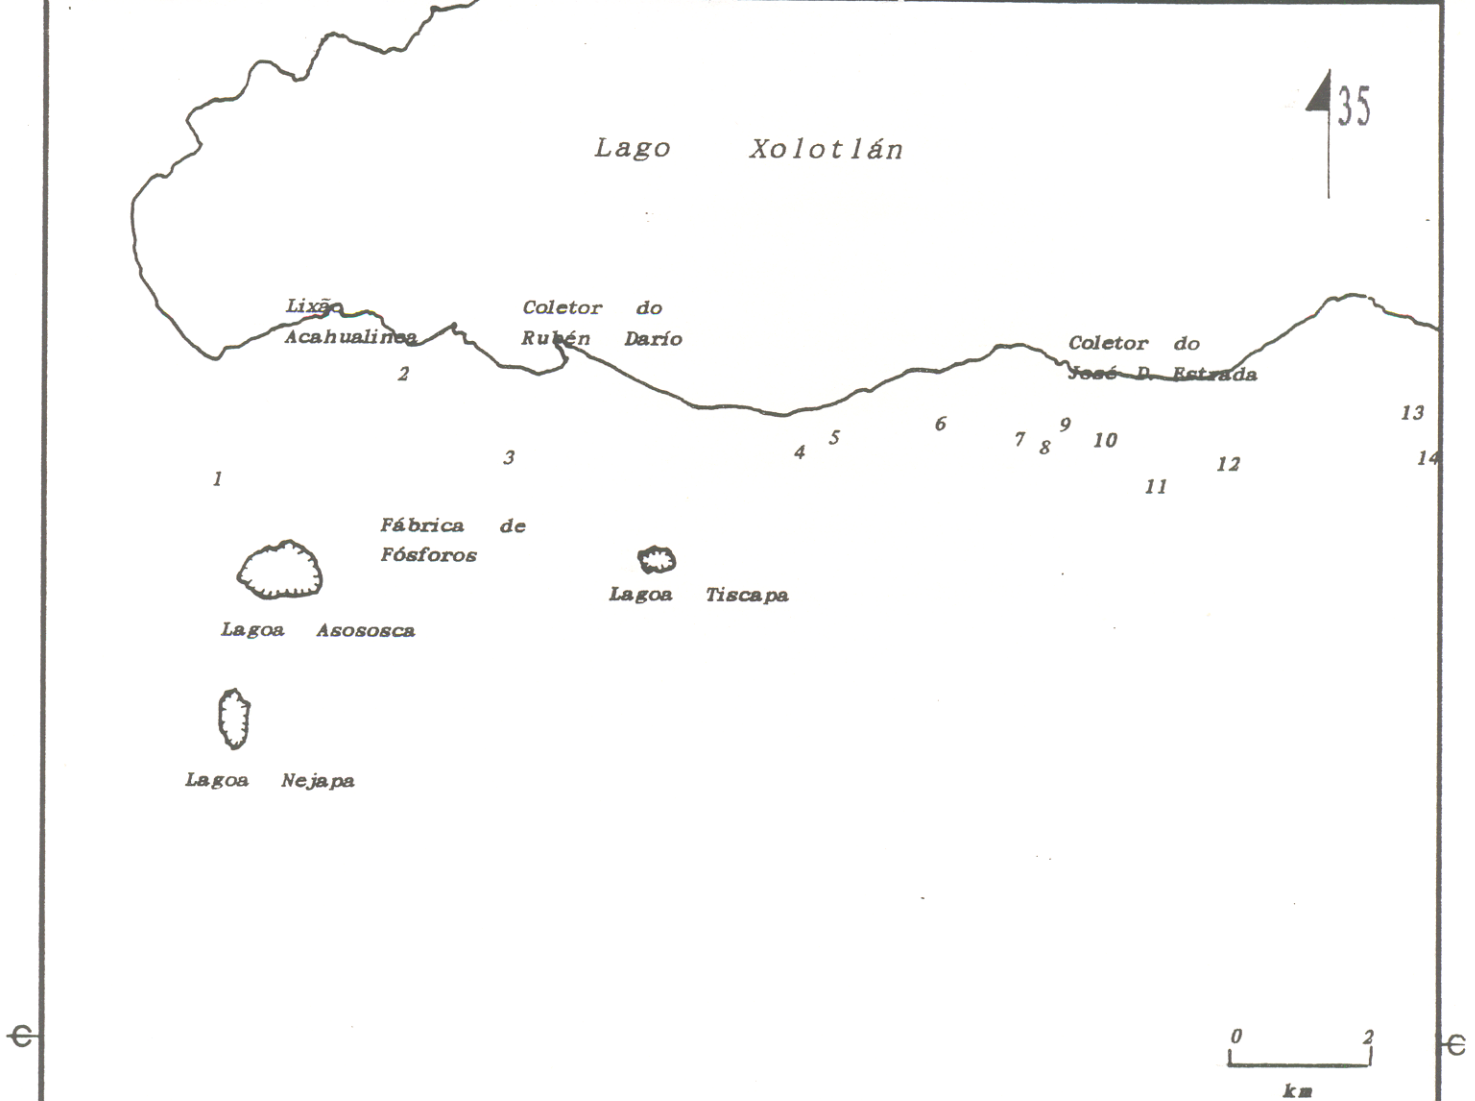 35
Lago Xolotlán
Lixão
Acahualinca
Coletor do
Rubén Darío
Coletor do
José D. Estrada
1
2
3
4
5
6
7
8
9
10
11
12
13
14
Fábrica de
Fósforos
Lagoa Tiscapa
Lagoa Asososca
Lagoa Nejapa
0 2
km